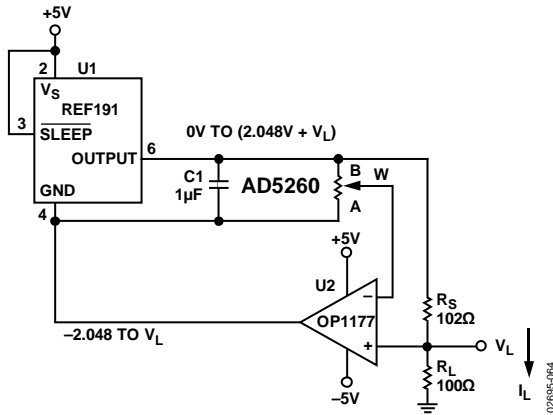 +5V
2
U1
VS
REF191
3
SLEEP
OUTPUT
6
GND
4
0V TO (2.048V + VL)
C1
1µF
AD5260
B
W
A
+5V
U2
–
OP1177
+
–5V
–2.048 TO VL
RS
102Ω
VL
RL
100Ω
IL
02695-064